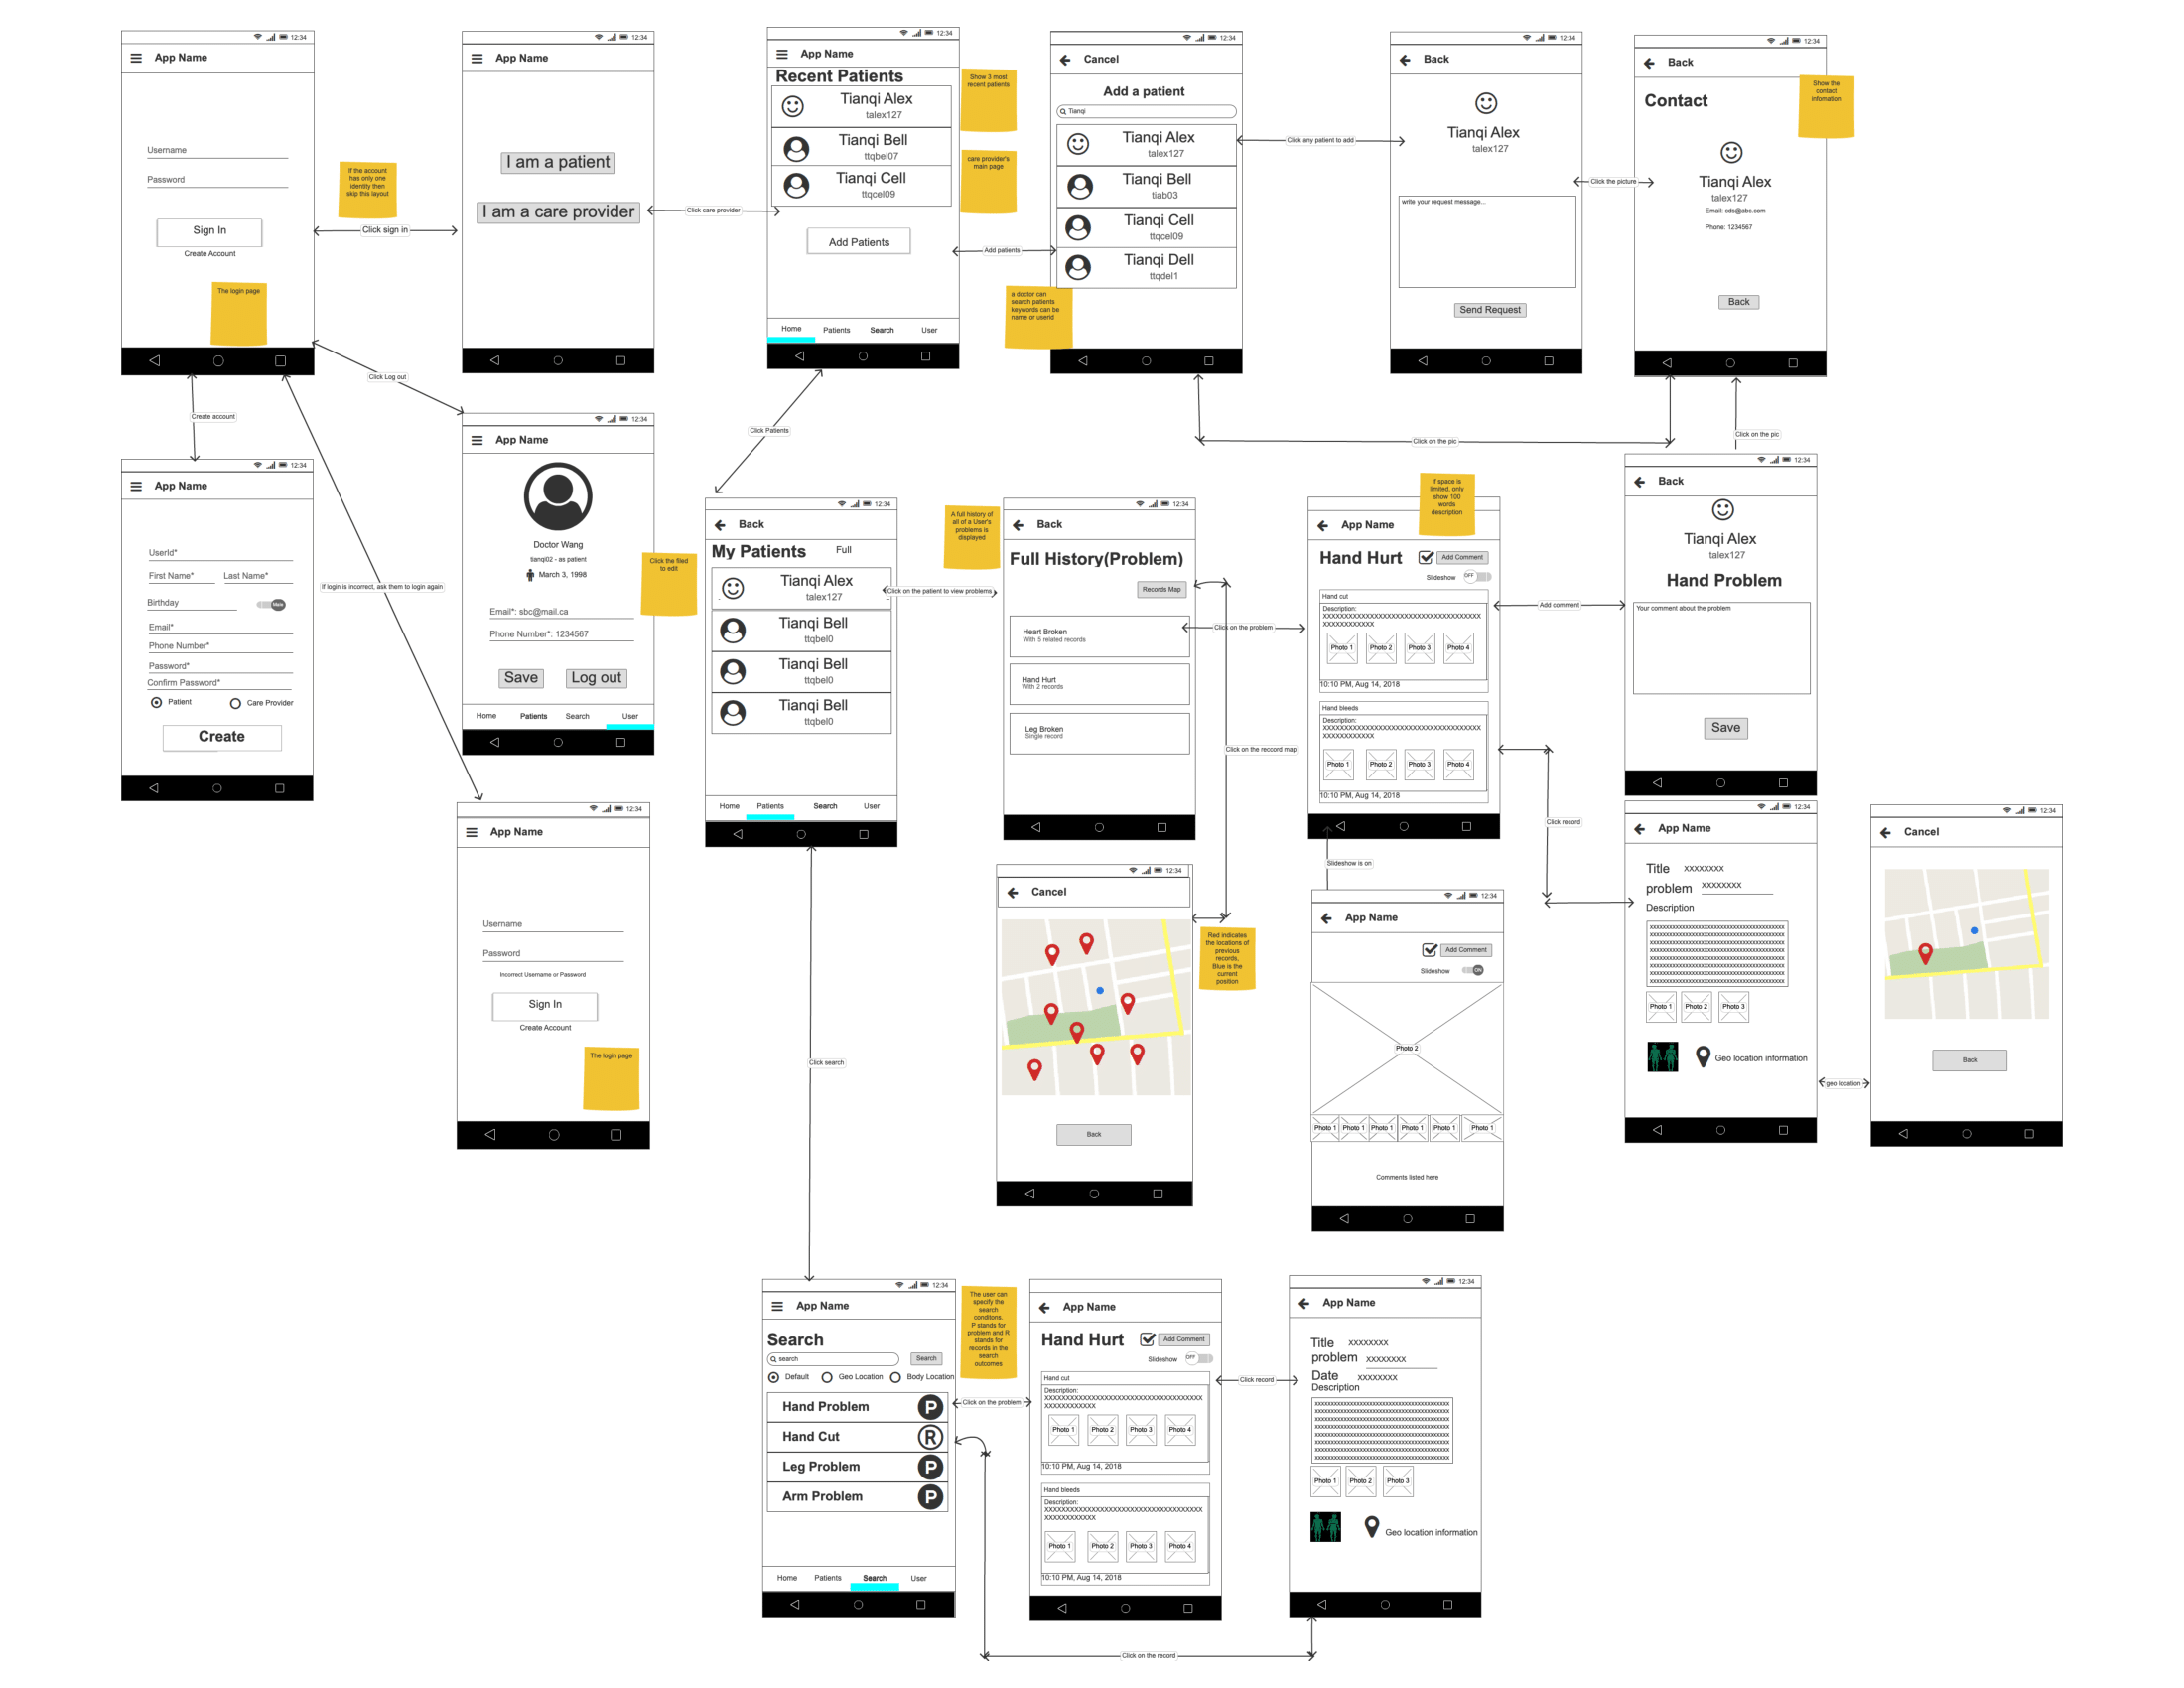 12:34
App Name
Username
Password
Sign In
Create Account
The login page
If the account
has only one
identity then
skip this layout
Click sign in
12:34
App Name
I am a patient
I am a care provider
Click care provider
12:34
App Name
Recent Patients
Tianqi Alex
talex127
Tianqi Bell
ttqbel07
Tianqi Cell
ttqcel09
Add Patients
Home Patients Search User
Show 3 most
recent patients
care provider's
main page
Add patients
a doctor can
search patients
keywords can be
name or userid
12:34
Cancel
Add a patient
Tianqi
Tianqi Alex
talex127
Tianqi Bell
tiab03
Tianqi Cell
ttqcel09
Tianqi Dell
ttqdel1
Click any patient to add
12:34
Back
Tianqi Alex
talex127
write your request message...
Send Request
Click the picture
12:34
Back
Contact
Tianqi Alex
talex127
Email: cds@abc.com
Phone: 1234567
Back
Show the
contact
infomation
Click Log out
Create account
If login is incorrect, ask them to login again
Click Patients
Click on the pic
Click on the pic
12:34
App Name
UserId*
First Name* Last Name*
Birthday
Male
Email*
Phone Number*
Password*
Confirm Password*
Patient Care Provider
Create
12:34
App Name
Doctor Wang
tianqi02 - as patient
March 3, 1998
Email*: sbc@mail.ca
Phone Number*: 1234567
Save Log out
Home Patients Search User
Click the filed
to edit
12:34
Back
My Patients Full
Tianqi Alex
talex127
Tianqi Bell
ttqbel0
Tianqi Bell
ttqbel0
Tianqi Bell
ttqbel0
Home Patients Search User
A full history of
all of a User's
problems is
displayed
Click on the patient to view problems
12:34
Back
Full History(Problem)
Records Map
Heart Broken
With 5 related records
Hand Hurt
With 2 records
Leg Broken
Single record
Click on the problem
Click on the reccord map
If space is
limited, only
show 100
words
description
App Name
Hand Hurt
Add Comment
Slideshow OFF
Hand cut
Description:
XXXXXXXXXXXXXXXXXXXXXXXXXXXXXXXXXXXXX
XXXXXXXXXXXX
Photo 1 Photo 2 Photo 3 Photo 4
10:10 PM, Aug 14, 2018
Hand bleeds
Description:
XXXXXXXXXXXXXXXXXXXXXXXXXXXXXXXXXXXXX
XXXXXXXXXXXX
Photo 1 Photo 2 Photo 3 Photo 4
10:10 PM, Aug 14, 2018
Add comment
Click record
Slideshow is on
12:34
Back
Tianqi Alex
talex127
Hand Problem
Your comment about the problem
Save
12:34
App Name
Username
Password
Incorrect Username or Password
Sign In
Create Account
The login page
Click search
12:34
Cancel
Back
Red indicates
the locations of
previous
records,
Blue is the
current
position
12:34
App Name
Add Comment
Slideshow ON
Photo 2
Photo 1 Photo 1 Photo 1 Photo 1 Photo 1 Photo 1
Comments listed here
12:34
App Name
Title xxxxxxxx
problem xxxxxxxx
Description
Photo 1 Photo 2 Photo 3
Geo location information
geo location
12:34
Cancel
Back
12:34
App Name
Search
search
Search
Default Geo Location Body Location
Hand Problem P
Hand Cut R
Leg Problem P
Arm Problem P
Home Patients Search User
The user can
specify the
search
conditons.
P stands for
problem and R
stands for
records in the
search
outcomes
Click on the problem
App Name
Hand Hurt
Add Comment
Slideshow OFF
Hand cut
Description:
XXXXXXXXXXXXXXXXXXXXXXXXXXXXXXXXXXXXX
XXXXXXXXXXXX
Photo 1 Photo 2 Photo 3 Photo 4
10:10 PM, Aug 14, 2018
Hand bleeds
Description:
XXXXXXXXXXXXXXXXXXXXXXXXXXXXXXXXXXXXX
XXXXXXXXXXXX
Photo 1 Photo 2 Photo 3 Photo 4
10:10 PM, Aug 14, 2018
Click record
12:34
App Name
Title xxxxxxxx
problem xxxxxxxx
Date xxxxxxxx
Description
Photo 1 Photo 2 Photo 3
Geo location information
Click on the record